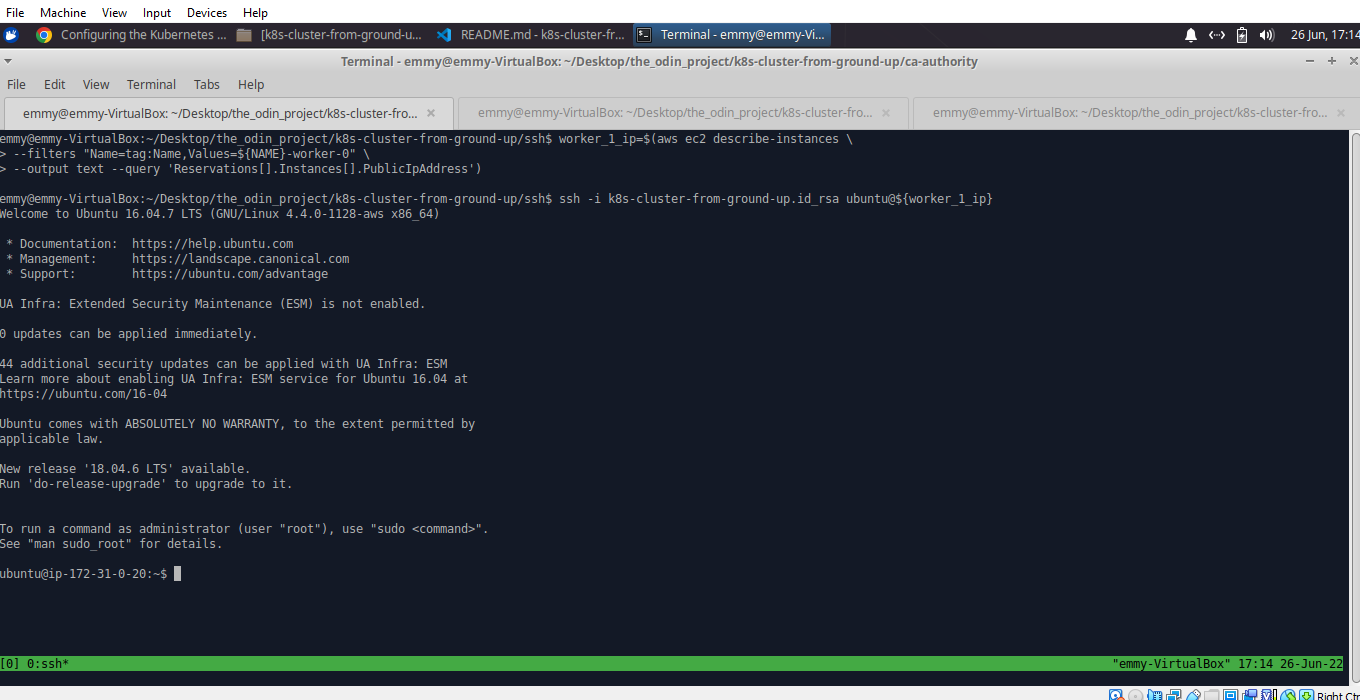 File Machine View Input Devices Help
Configuring the Kubernetes ... [k8s-cluster-from-ground-u... README.md - k8s-cluster-fr... Terminal - emmy@emmy-Vi... 26 Jun, 17:14
Terminal - emmy@emmy-VirtualBox: ~/Desktop/the_odin_project/k8s-cluster-from-ground-up/ca-authority
File Edit View Terminal Tabs Help
emmy@emmy-VirtualBox: ~/Desktop/the_odin_project/k8s-cluster-fro... emmy@emmy-VirtualBox: ~/Desktop/the_odin_project/k8s-cluster-fro... emmy@emmy-VirtualBox: ~/Desktop/the_odin_project/k8s-cluster-fro...
emmy@emmy-VirtualBox:~/Desktop/the_odin_project/k8s-cluster-from-ground-up/ssh$ worker_1_ip=$(aws ec2 describe-instances \
> --filters "Name=tag:Name,Values=${NAME}-worker-0" \
> --output text --query 'Reservations[].Instances[].PublicIpAddress')
emmy@emmy-VirtualBox:~/Desktop/the_odin_project/k8s-cluster-from-ground-up/ssh$ ssh -i k8s-cluster-from-ground-up.id_rsa ubuntu@${worker_1_ip}
Welcome to Ubuntu 16.04.7 LTS (GNU/Linux 4.4.0-1128-aws x86_64)
* Documentation: https://help.ubuntu.com
* Management: https://landscape.canonical.com
* Support: https://ubuntu.com/advantage
UA Infra: Extended Security Maintenance (ESM) is not enabled.
0 updates can be applied immediately.
44 additional security updates can be applied with UA Infra: ESM
Learn more about enabling UA Infra: ESM service for Ubuntu 16.04 at
https://ubuntu.com/16-04
Ubuntu comes with ABSOLUTELY NO WARRANTY, to the extent permitted by
applicable law.
New release '18.04.6 LTS' available.
Run 'do-release-upgrade' to upgrade to it.
To run a command as administrator (user "root"), use "sudo <command>".
See "man sudo_root" for details.
ubuntu@ip-172-31-0-20:~$
[0] 0:ssh* "emmy-VirtualBox" 17:14 26-Jun-22
Right Ctr